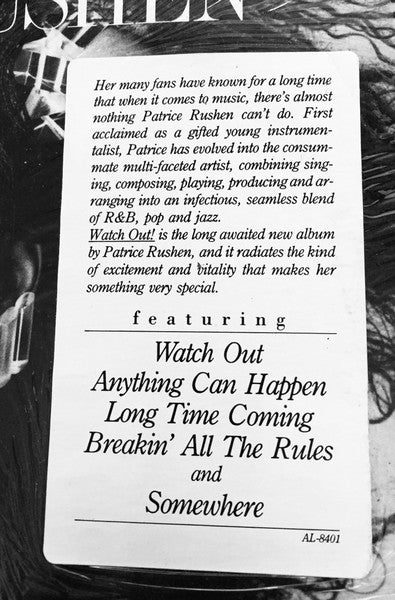 USHEN
Her many fans have known for a long time
that when it comes to music, there's almost
nothing Patrice Rushen can't do. First
acclaimed as a gifted young instrumen-
talist, Patrice has evolved into the consum-
mate multi-faceted artist, combining sing-
ing, composing, playing, producing and ar-
ranging into an infectious, seamless blend
of R&B, pop and jazz.
Watch Out! is the long awaited new album
by Patrice Rushen, and it radiates the kind
of excitement and vitality that makes her
something very special.
featuring
Watch Out
Anything Can Happen
Long Time Coming
Breakin' All The Rules
and
Somewhere
AL-8401